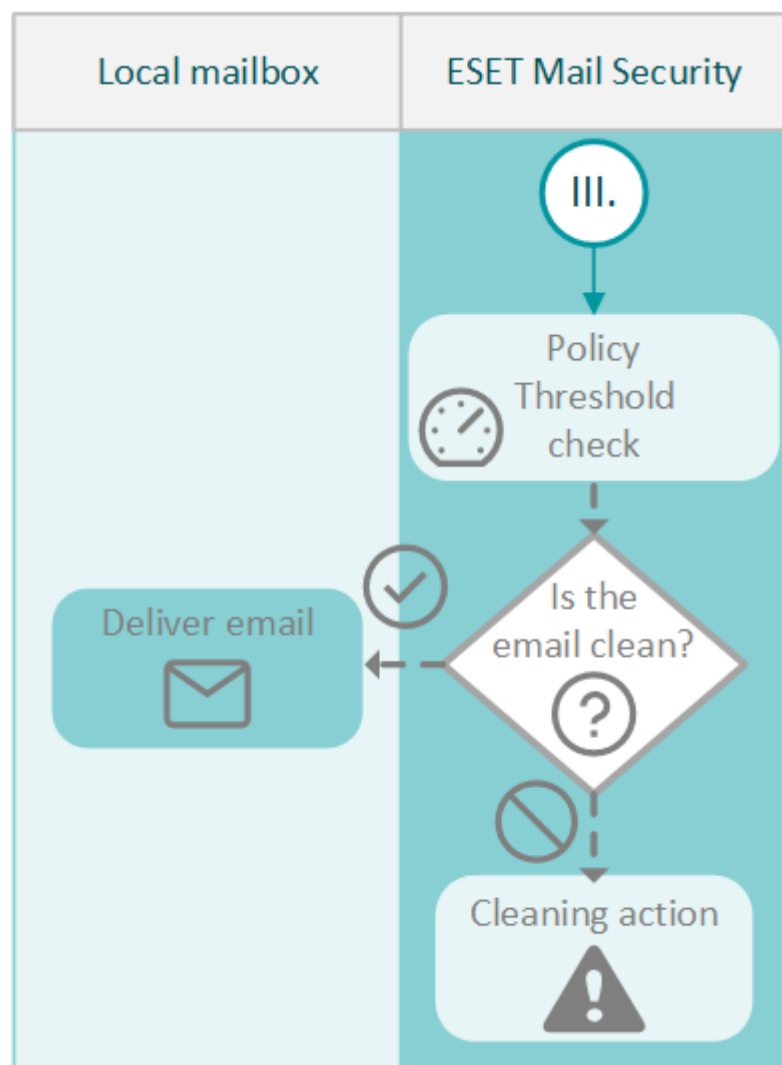 Local mailbox
ESET Mail Security
III.
Policy
Threshold
check
Is the
email clean?
?
Deliver email
Cleaning action
!